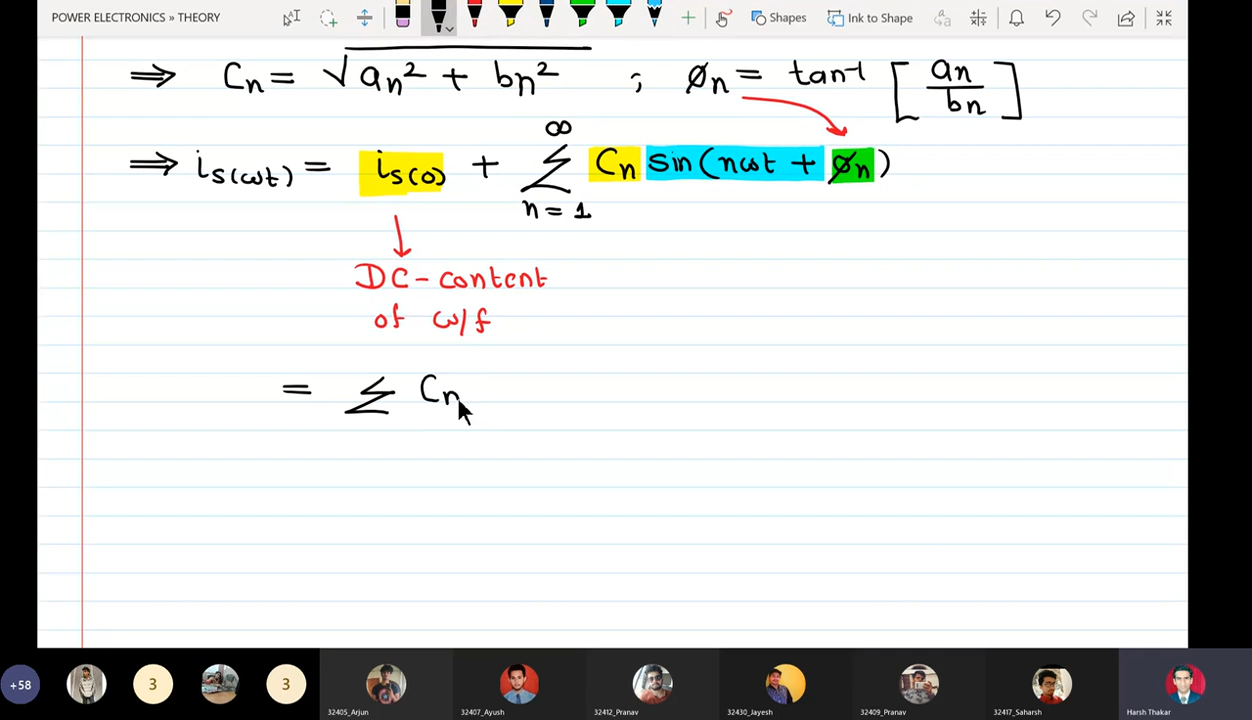 POWER ELECTRONICS » THEORY
Shapes
Ink to Shape
⇒ Cn = √an² + bn² ; Øn = tan⁻¹ [an/bn]
⇒ is(ωt) = is(0) + ∞∑n=1 Cn sin(nωt + Øn)
DC-content
of w/f
= ∑ Cn
+58
3
3
32405_Arjun
32407_Ayush
32412_Pranav
32430_Jayesh
32409_Pranav
32417_Saharsh
Harsh Thakar